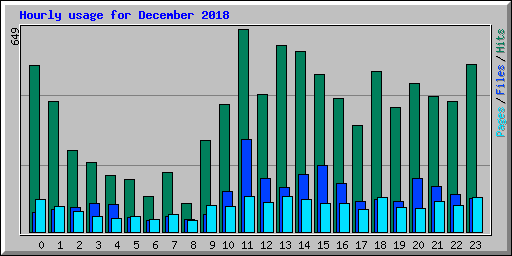 Hourly usage for December 2018
649
Pages/Files/Hits
0 1 2 3 4 5 6 7 8 9 10 11 12 13 14 15 16 17 18 19 20 21 22 23